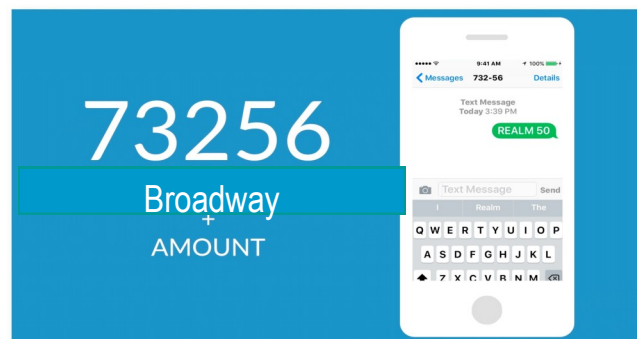 73256
Broadway
+
AMOUNT
9:41 AM 100%
Messages 732-56 Details
Text Message
Today 3:39 PM
REALM 50
Text Message Send
I Realm The
Q W E R T Y U I O P
A S D F G H J K L
Z X C V B N M